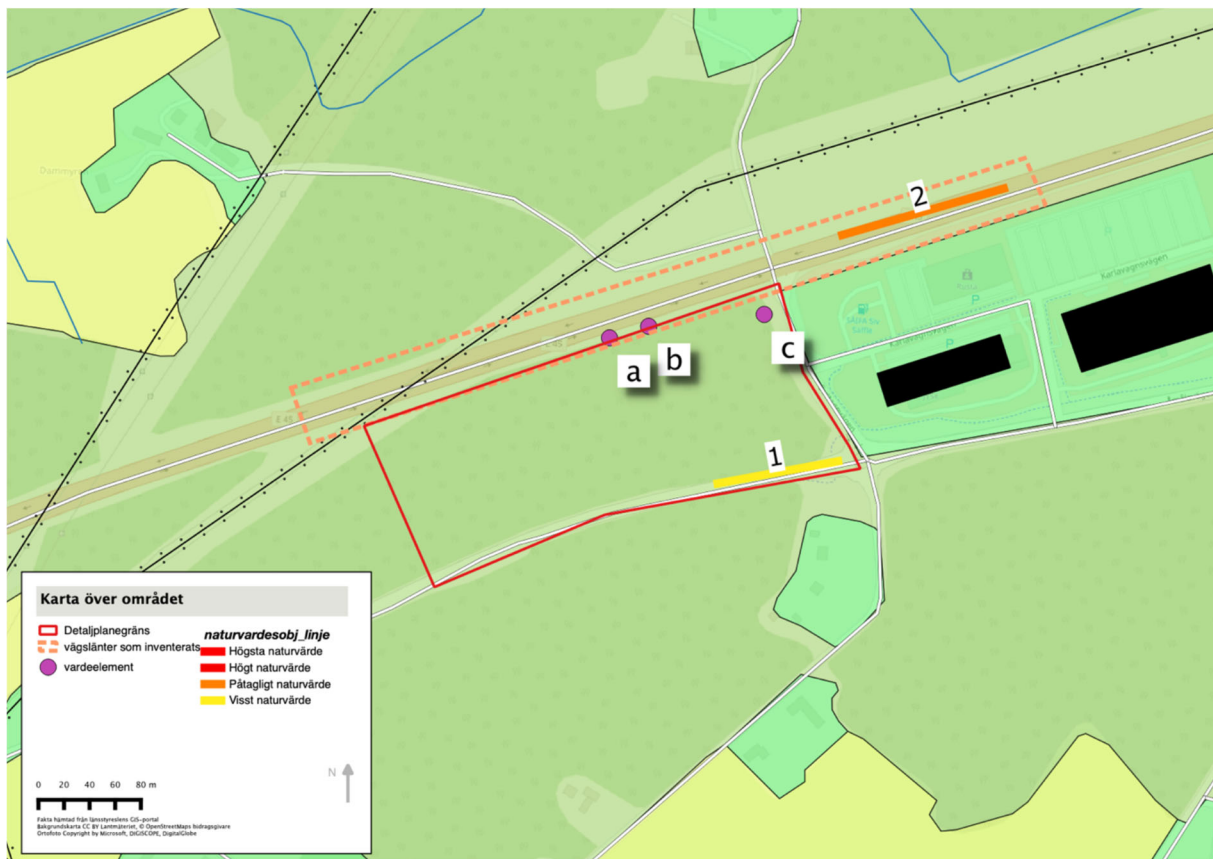 2
b
a
c
1
E 45
Karta över området
Detaljplanegräns
vägslänter som inventerats
vardeelement
naturvardesobj_linje
Högsta naturvärde
Högt naturvärde
Påtagligt naturvärde
Visst naturvärde
N
0 20 40 60 80 m
Fakta hämtad från länsstyrelsens GIS-portal
Bakgrundskarta CC BY Lantmäteriet, © OpenStreetMaps bidragsgivare
Ortofoto Copyright by Microsoft, DIGISCOPE, DigitalGlobe